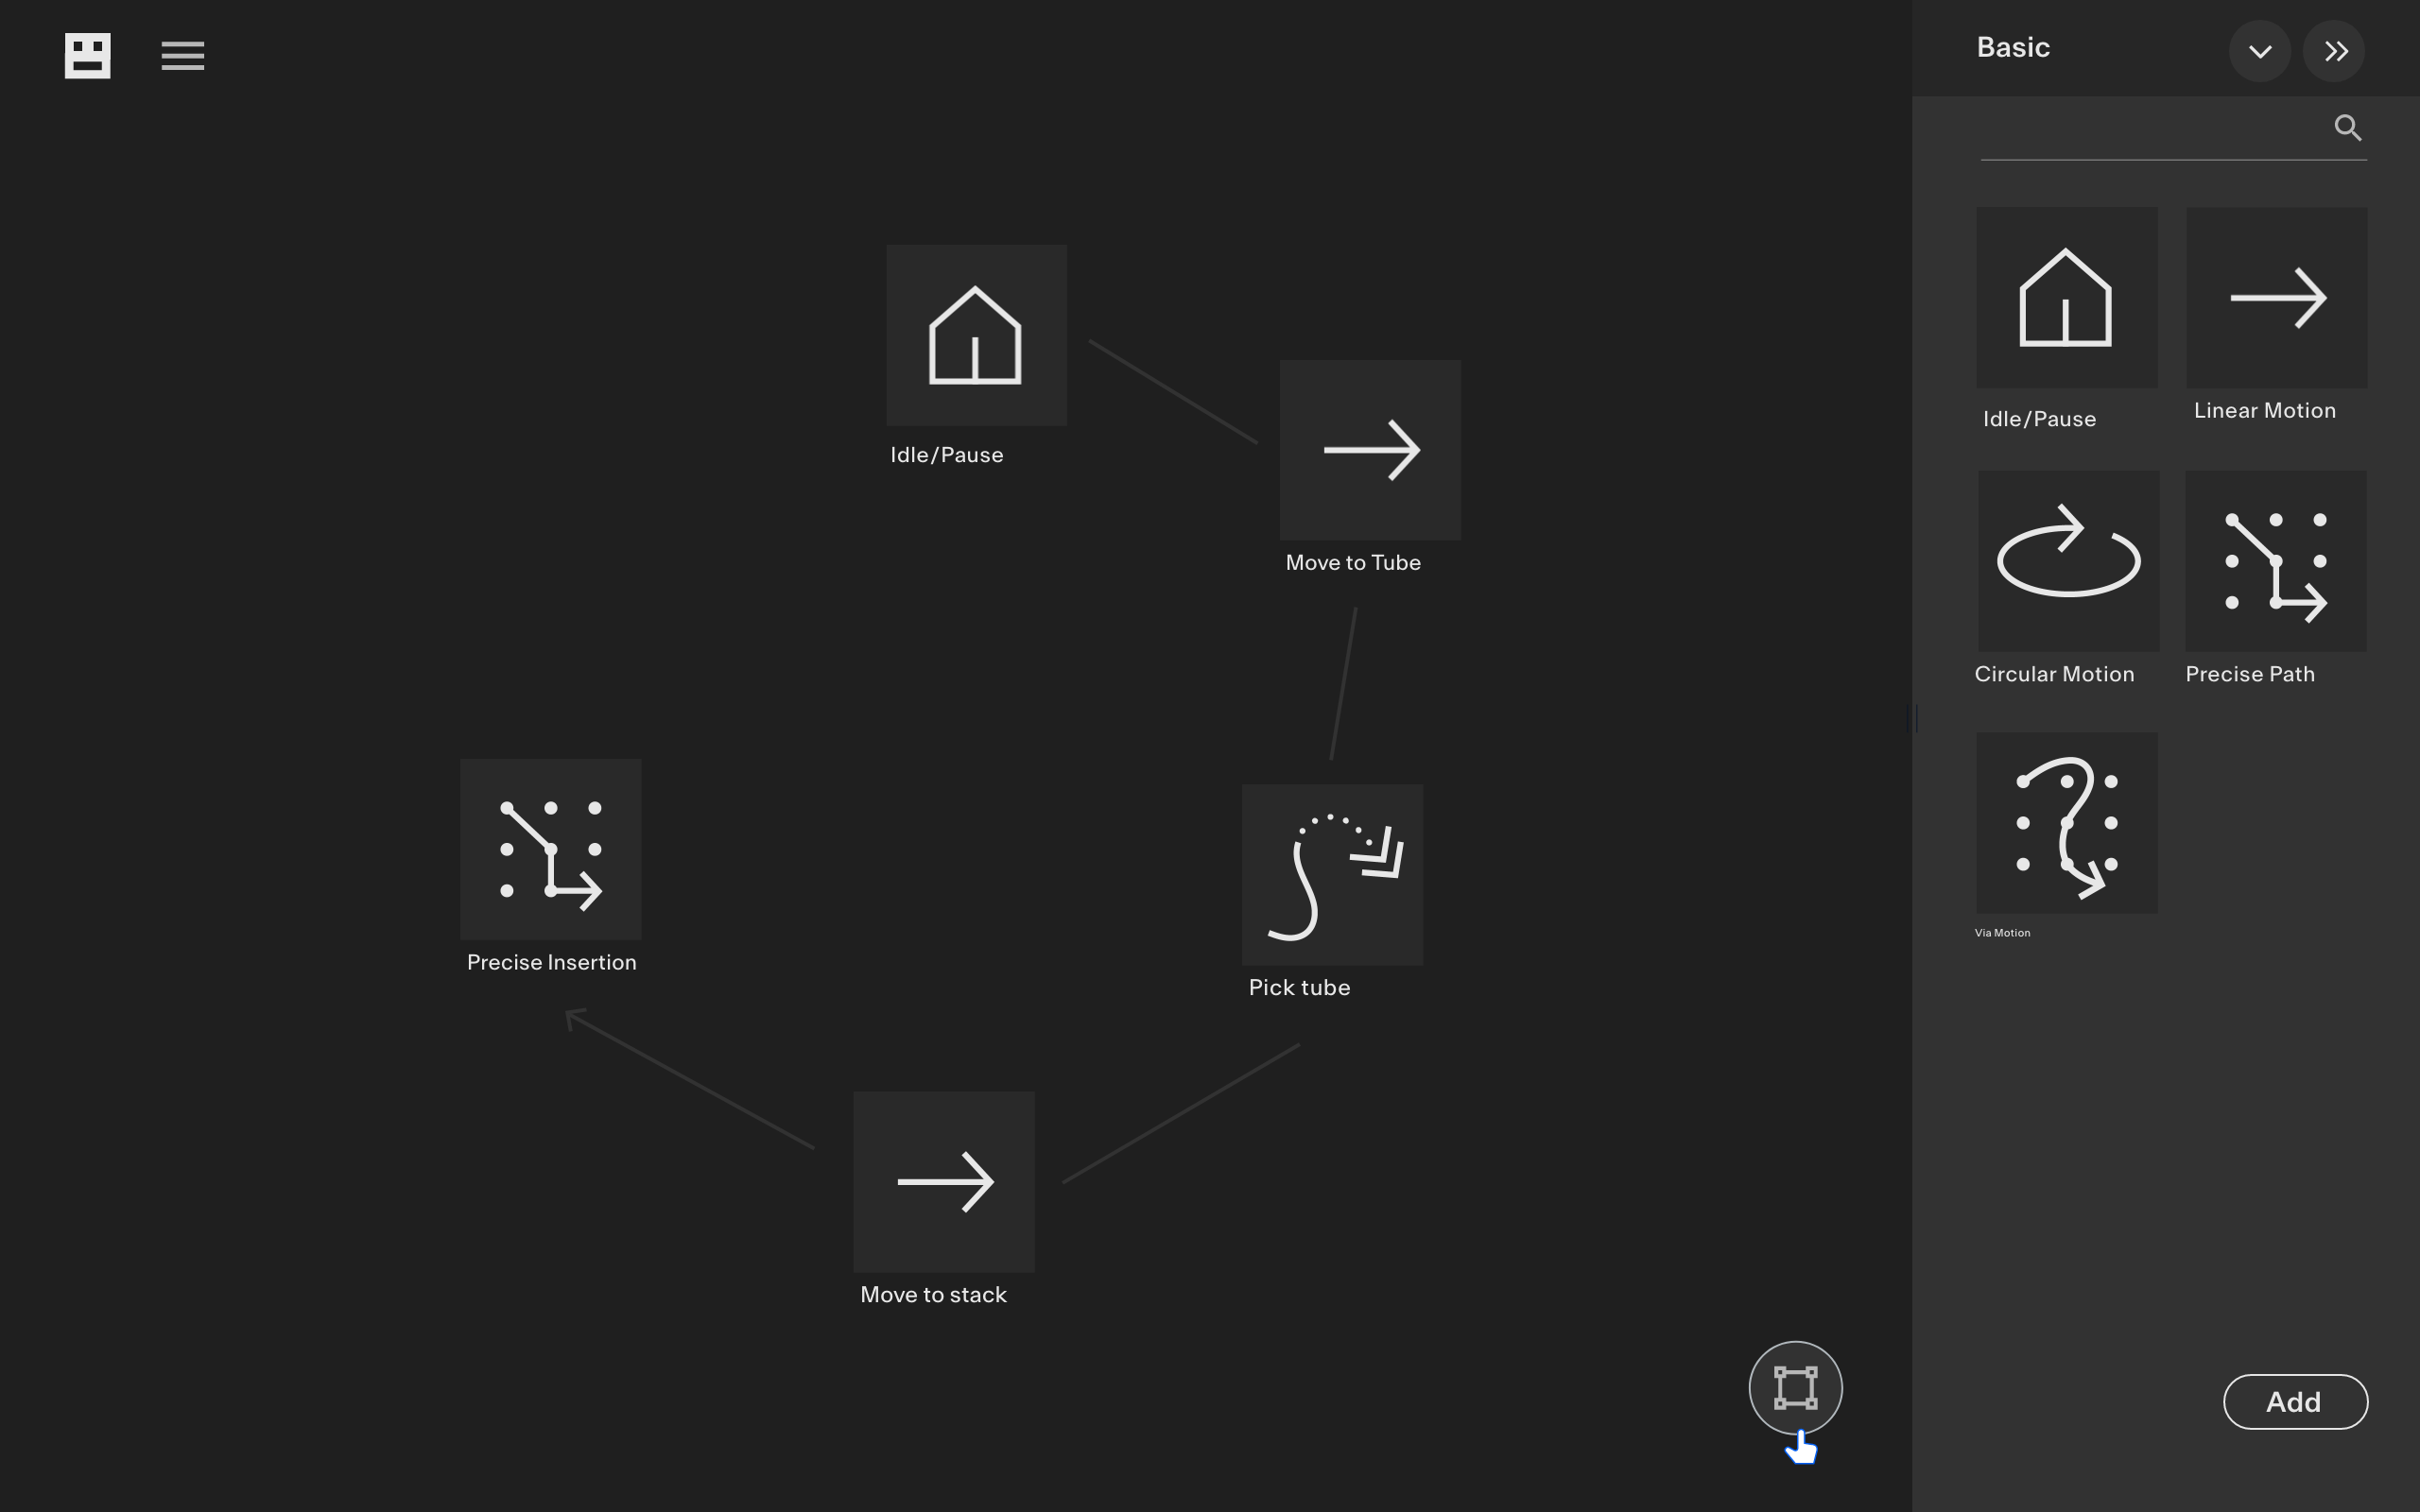 Basic
Idle/Pause
Move to Tube
Precise Insertion
Pick tube
Move to stack
Idle/Pause
Linear Motion
Circular Motion
Precise Path
Via Motion
Add